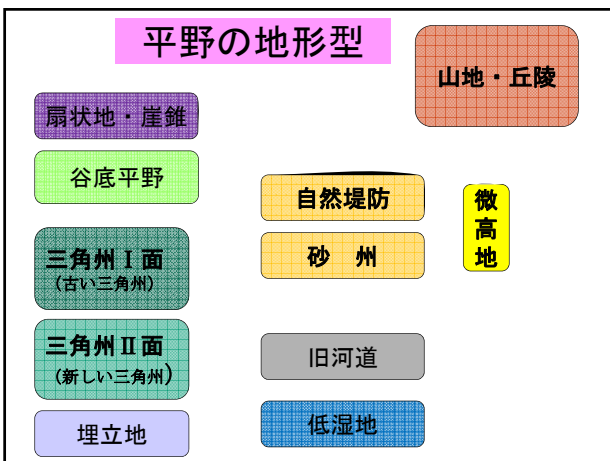 平野の地形型
山地・丘陵
扇状地・崖錐
谷底平野
三角州Ⅰ面
(古い三角州)
三角州Ⅱ面
(新しい三角州)
埋立地
自然堤防
砂　州
旧河道
低湿地
微高地